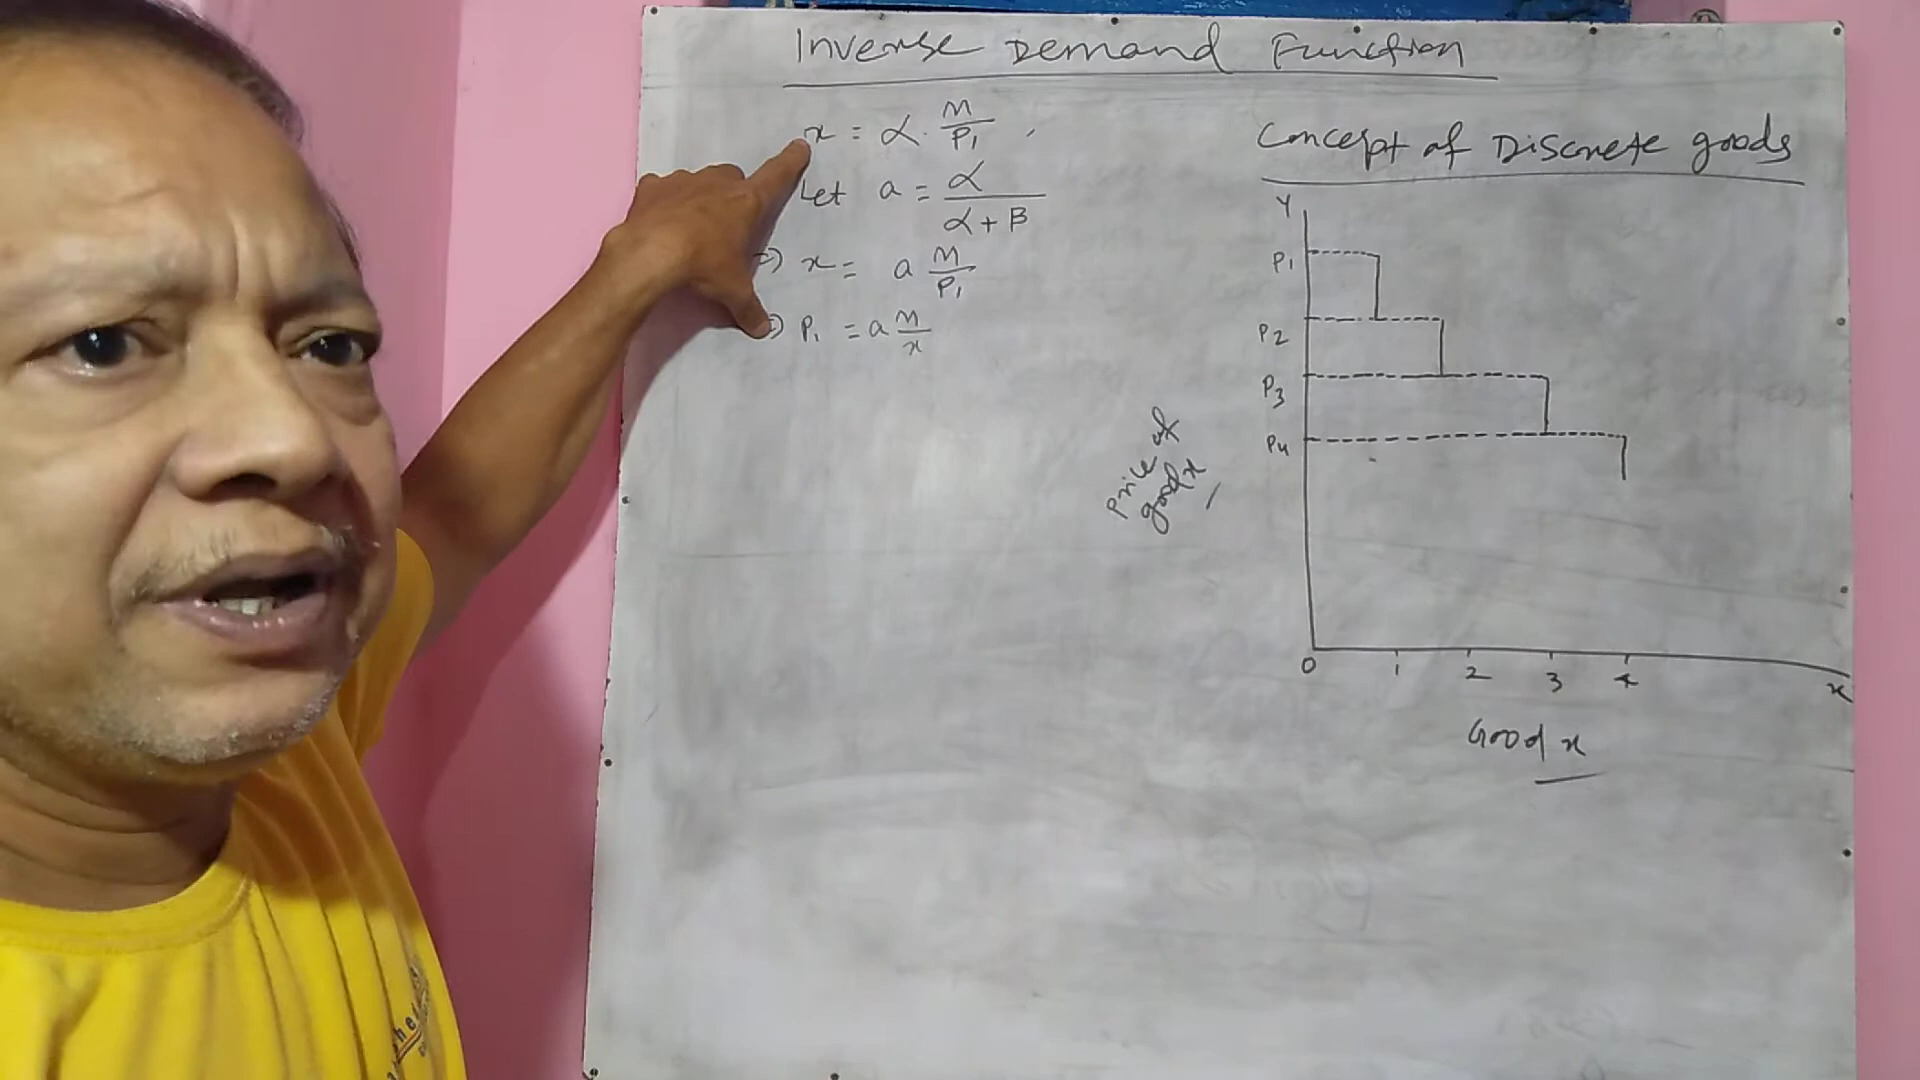 Inverse Demand Function
x = α . M/P₁ ,
Let a = α/(α + β)
⇒) x = a M/P₁
⇒) P₁ = a M/x
Concept of Discrete goods
Y
P1
P2
P3
P4
Price of
good x
0 1 2 3 4 x
Good x